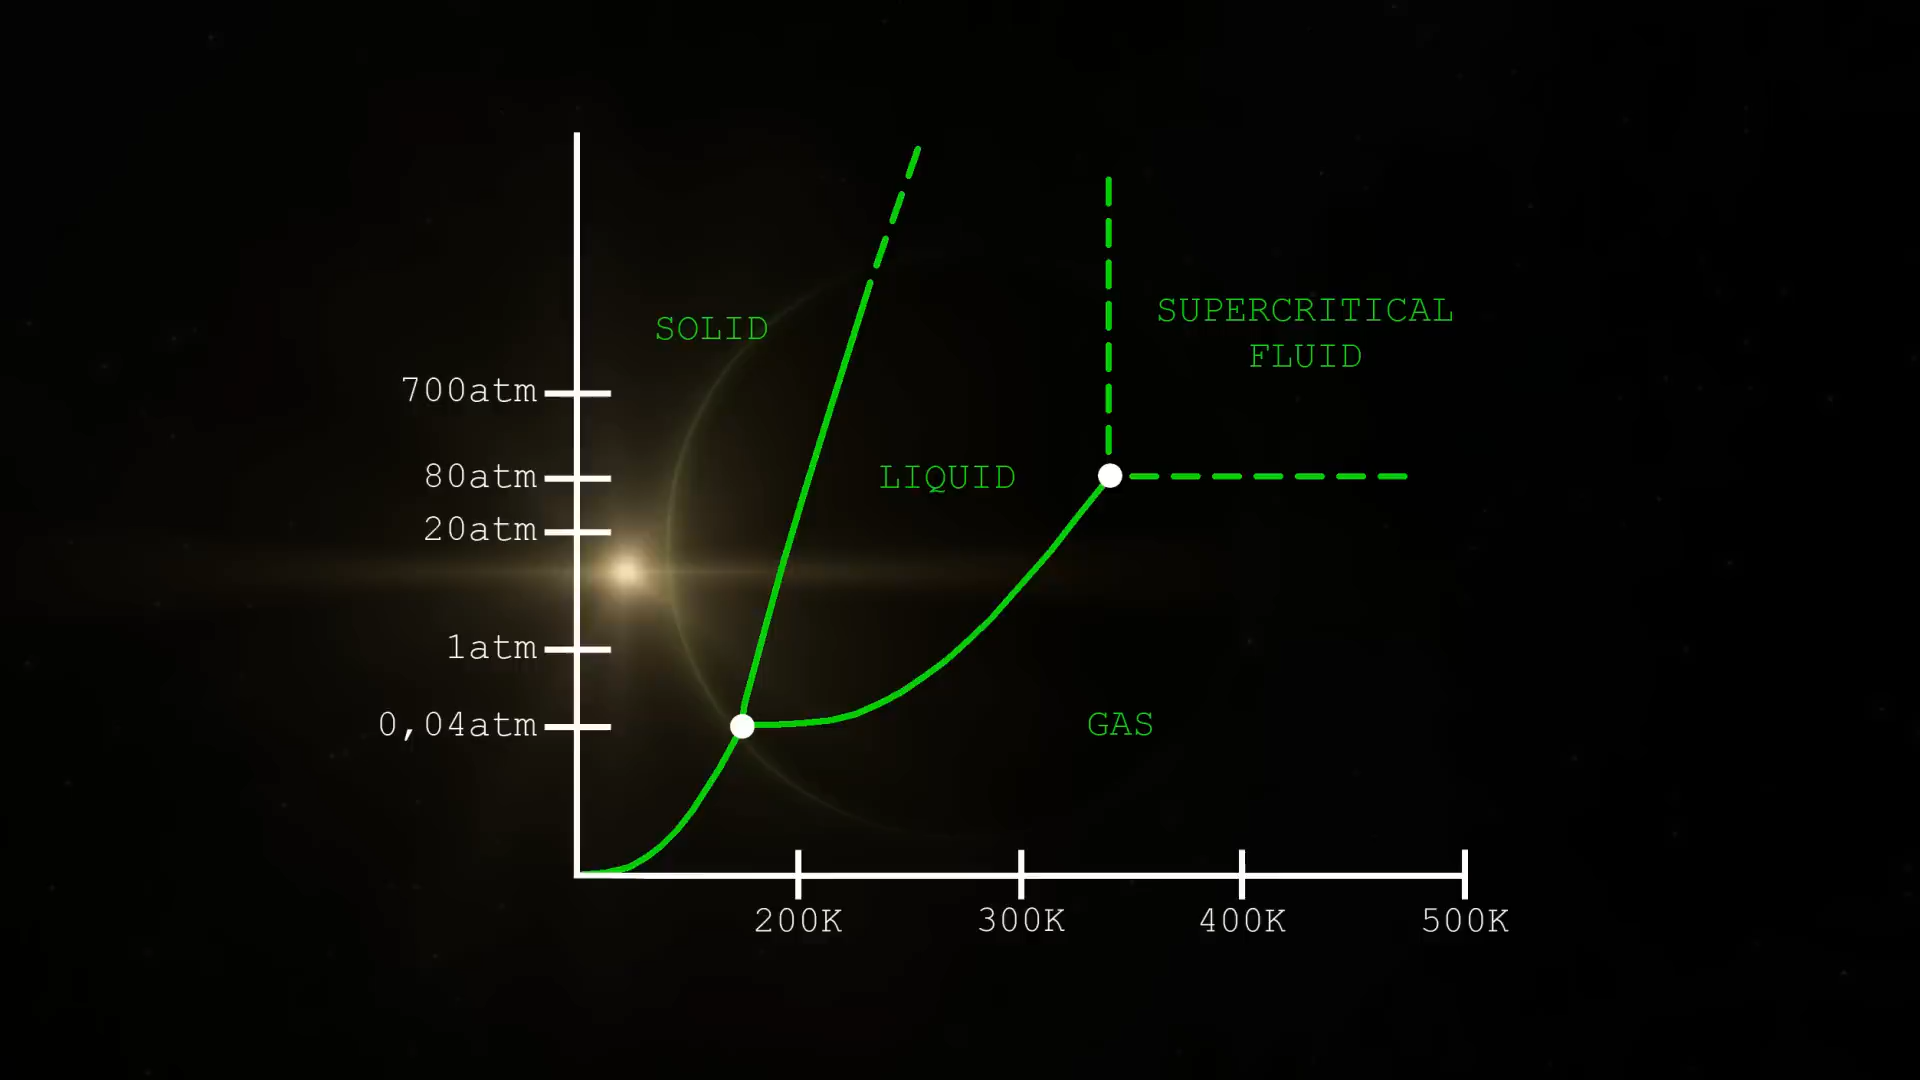 SUPERCRITICAL
FLUID
SOLID
700atm
80atm
LIQUID
20atm
1atm
0,04atm
GAS
200K
300K
400K
500K